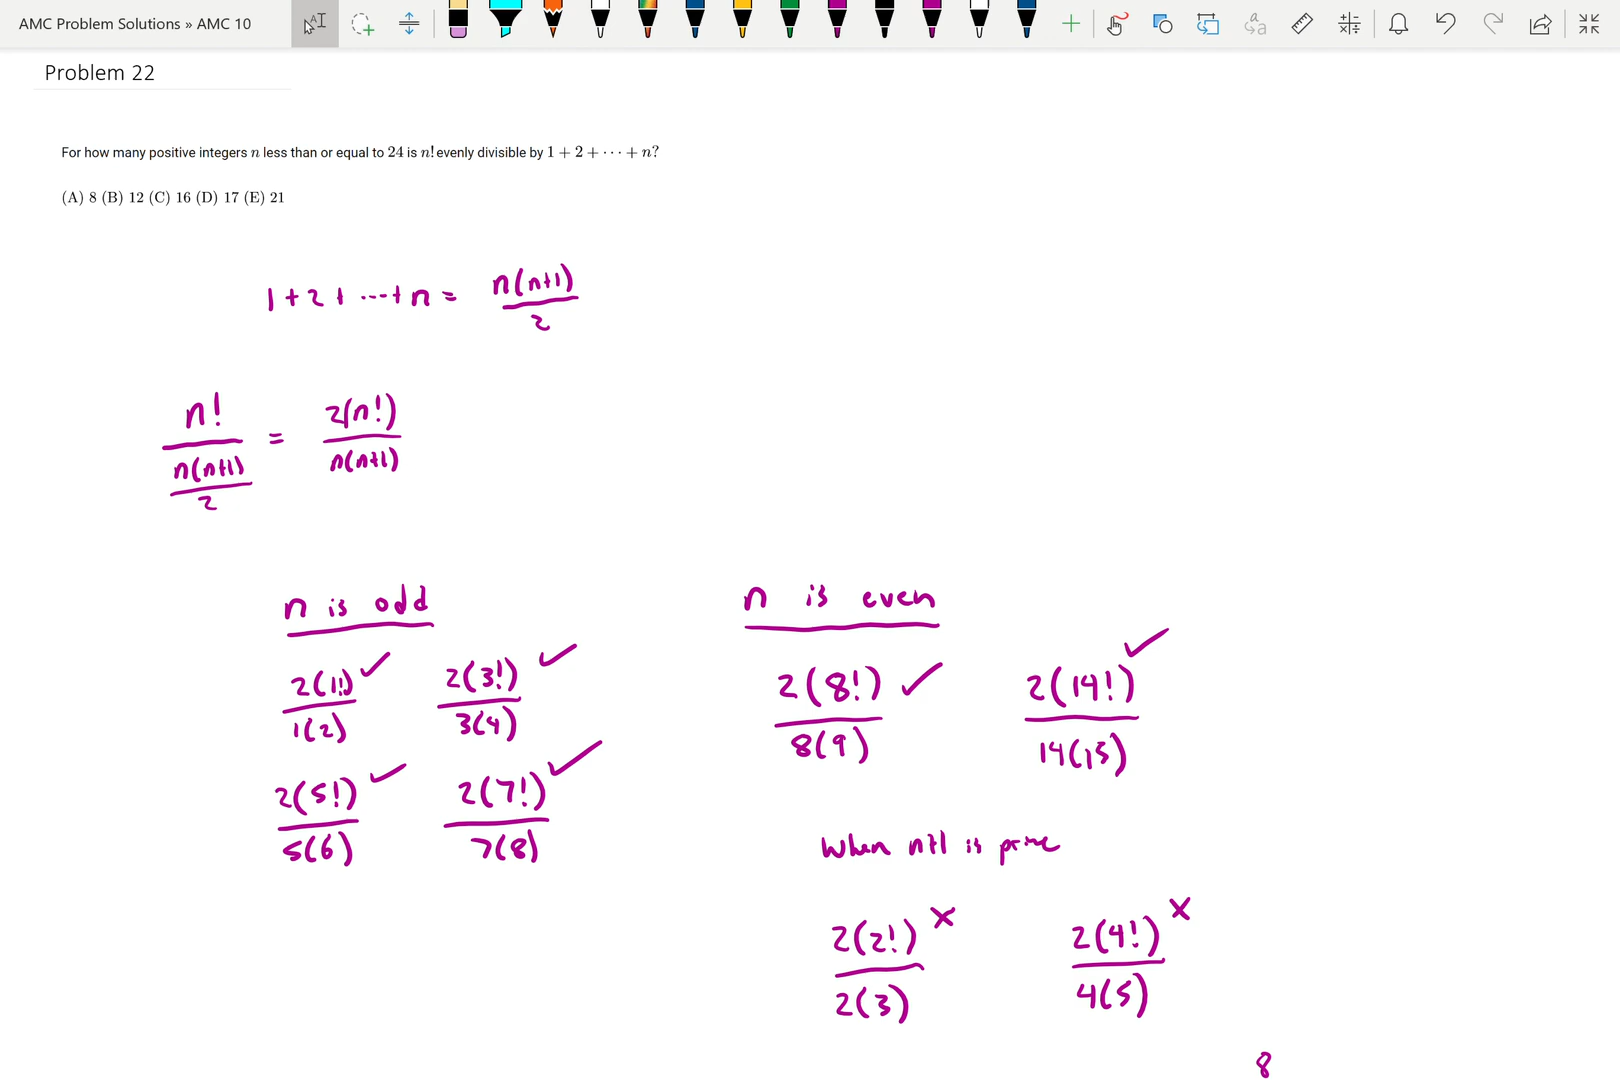 AMC Problem Solutions » AMC 10
Problem 22
For how many positive integers n less than or equal to 24 is n! evenly divisible by 1 + 2 + ··· + n?
(A) 8 (B) 12 (C) 16 (D) 17 (E) 21
1 + 2 + ... + n = n(n+1)/2
n!/(n(n+1)/2) = 2(n!)/n(n+1)
n is odd
2(1!)/1(2) ✓ 2(3!)/3(4) ✓
2(5!)/5(6) ✓ 2(7!)/7(8) ✓
n is even
2(8!)/8(9) ✓ 2(14!)/14(15) ✓
When n+1 is prime
2(2!)/2(3) × 2(4!)/4(5) ×
8